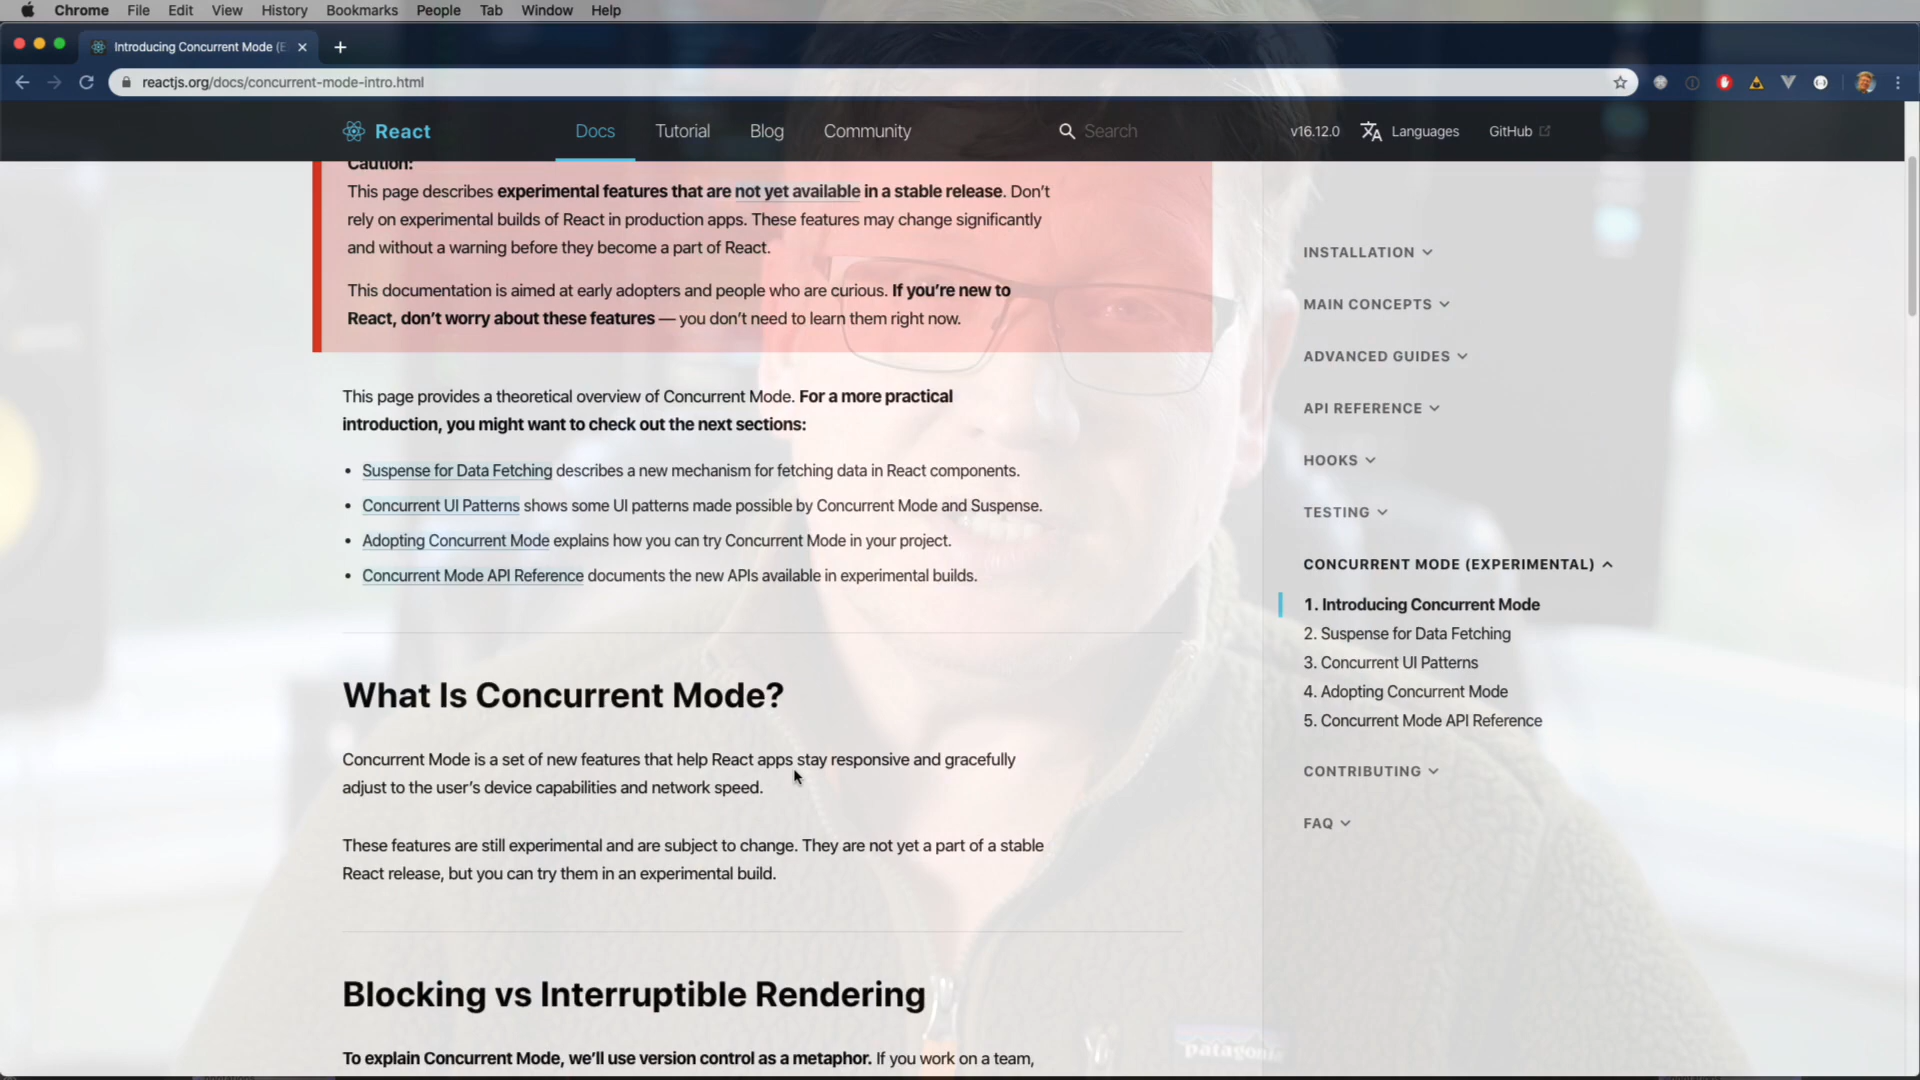 Chrome File Edit View History Bookmarks People Tab Window Help
Introducing Concurrent Mode (E
reactjs.org/docs/concurrent-mode-intro.html
React Docs Tutorial Blog Community Search v16.12.0 Languages GitHub
Caution:
This page describes experimental features that are not yet available in a stable release. Don’t
rely on experimental builds of React in production apps. These features may change significantly
and without a warning before they become a part of React.
This documentation is aimed at early adopters and people who are curious. If you’re new to
React, don’t worry about these features — you don’t need to learn them right now.
This page provides a theoretical overview of Concurrent Mode. For a more practical
introduction, you might want to check out the next sections:
• Suspense for Data Fetching describes a new mechanism for fetching data in React components.
• Concurrent UI Patterns shows some UI patterns made possible by Concurrent Mode and Suspense.
• Adopting Concurrent Mode explains how you can try Concurrent Mode in your project.
• Concurrent Mode API Reference documents the new APIs available in experimental builds.
What Is Concurrent Mode?
Concurrent Mode is a set of new features that help React apps stay responsive and gracefully
adjust to the user’s device capabilities and network speed.
These features are still experimental and are subject to change. They are not yet a part of a stable
React release, but you can try them in an experimental build.
Blocking vs Interruptible Rendering
To explain Concurrent Mode, we’ll use version control as a metaphor. If you work on a team,
INSTALLATION
MAIN CONCEPTS
ADVANCED GUIDES
API REFERENCE
HOOKS
TESTING
CONCURRENT MODE (EXPERIMENTAL)
1. Introducing Concurrent Mode
2. Suspense for Data Fetching
3. Concurrent UI Patterns
4. Adopting Concurrent Mode
5. Concurrent Mode API Reference
CONTRIBUTING
FAQ